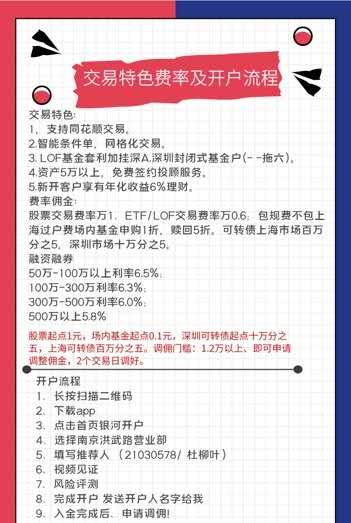 交易特色费率及开户流程
交易特色:
1，支持同花顺交易。
2.智能条件单，网格化交易。
3. LOF基金套利加挂深A.深圳封闭式基金户(- -拖六)。
4.资产5万以上，免费签约投顾服务。
5.新开客户享有年化收益6%理财。
费率佣金:
股票交易费率万1. ETF/LOF交易费率万0.6; 包规费不包上
海过户费场内基金申购1折，赎回5折，可转债上海市场百万
分之5，深圳市场十万分之5。
融资融券
50万-100万以上利率6.5%;
100万-300万利率6.3%;
300万-500万利率6.0%;
500万以上5.8%
股票起点1元，场内基金起点0.1元，深圳可转债起点十万分之
五，上海可转债百万分之五。调佣门槛：1.2万以上、即可申请
调整佣金，2个交易日调好。
开户流程
1. 长按扫描二维码
2. 下载app
3. 点击首页银河开户
4. 选择南京洪武路营业部
5. 填写推荐人 （21030578/ 杜柳叶）
6. 视频见证
7. 风险评测
8. 完成开户 发送开户人名字给我
9. 入金完成后，申请调佣!